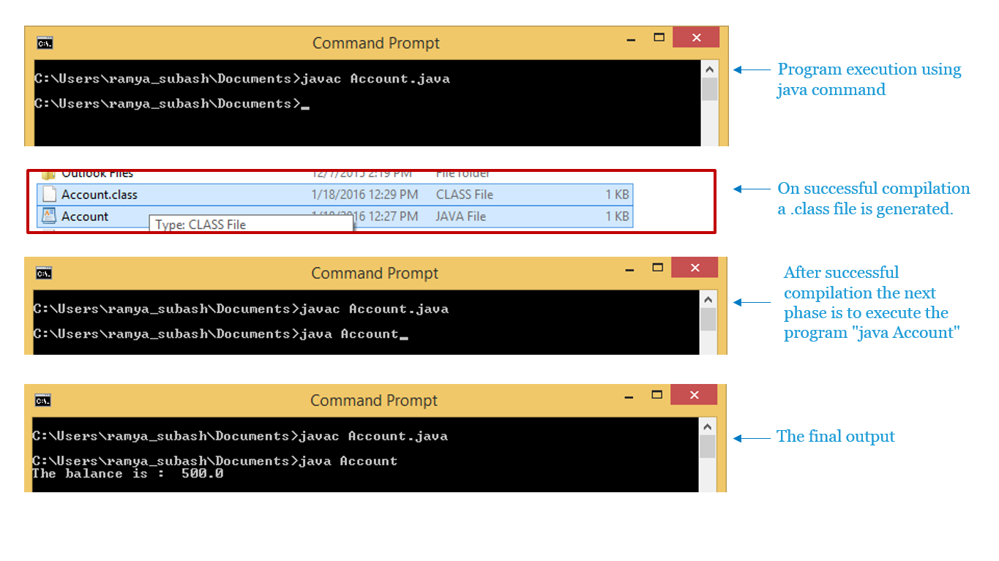 Command Prompt
C:\Users\ramya_subash\Documents>javac Account.java
C:\Users\ramya_subash\Documents>
Program execution using
java command
Outlook Files 12/7/2015 2:19 PM File folder
Account.class 1/18/2016 12:29 PM CLASS File 1 KB
Account 1/18/2016 12:27 PM JAVA File 1 KB
Type: CLASS File
On successful compilation
a .class file is generated.
Command Prompt
C:\Users\ramya_subash\Documents>javac Account.java
C:\Users\ramya_subash\Documents>java Account
After successful
compilation the next
phase is to execute the
program "java Account"
Command Prompt
C:\Users\ramya_subash\Documents>javac Account.java
C:\Users\ramya_subash\Documents>java Account
The balance is :  500.0
The final output